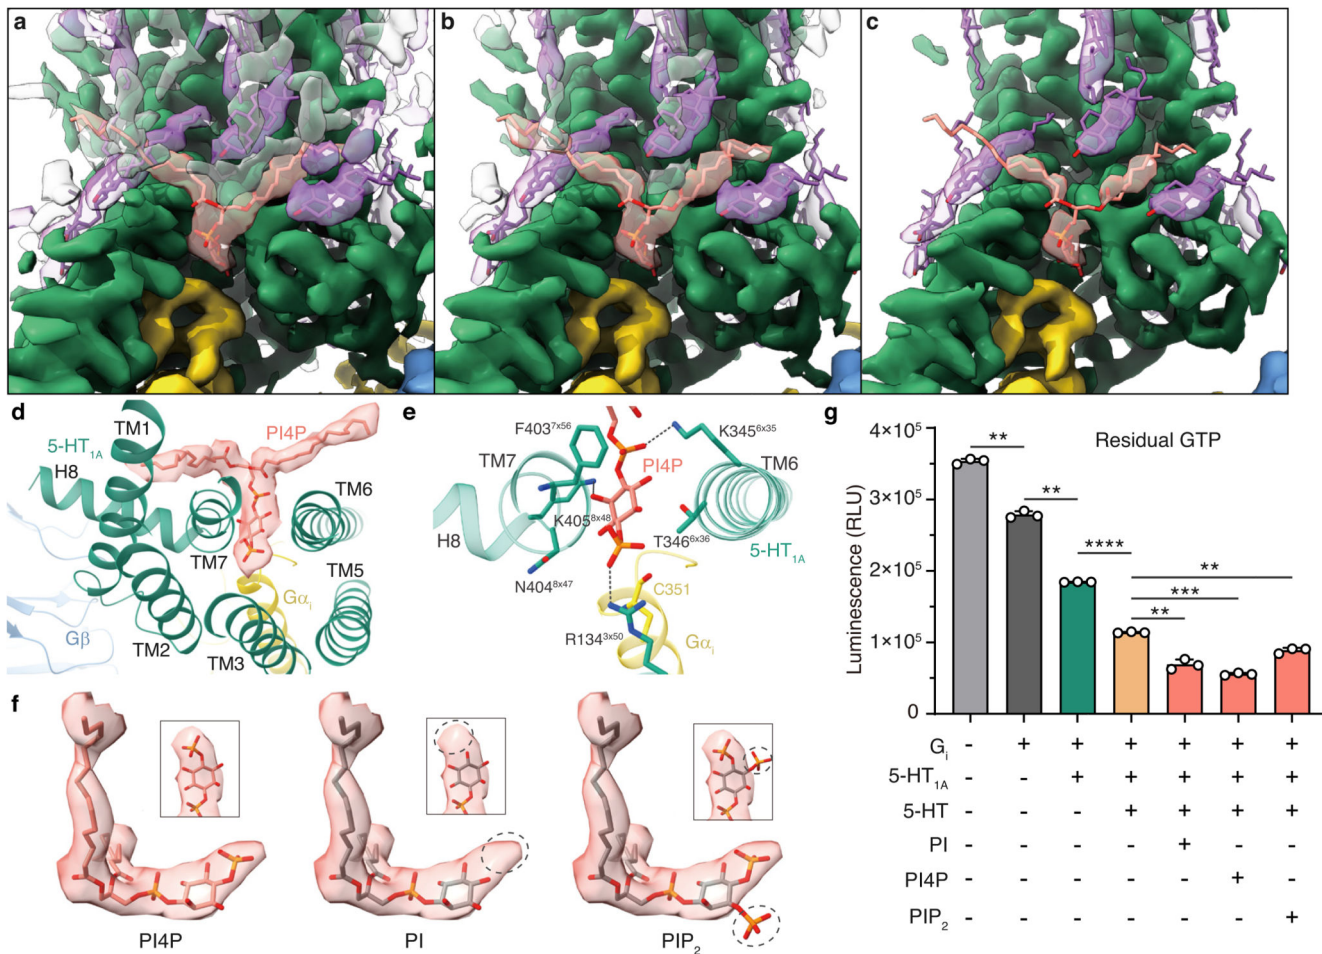 a
b
c
d
5-HT1A
TM1
PI4P
H8
TM6
TM7
TM5
Gαi
Gβ
TM2
TM3
e
F4037x56
K3456x35
TM7
PI4P
TM6
K4058x48
T3466x36
H8
5-HT1A
N4048x47
C351
R1343x50
Gαi
f
PI4P
PI
PIP2
g
Residual GTP
Luminescence (RLU)
4×10⁵
3×10⁵
2×10⁵
1×10⁵
0
**
**
****
**
***
**
Gi - + + + + + +
5-HT1A - - + + + + +
5-HT - - - + + + +
PI - - - - + - -
PI4P - - - - - + -
PIP2 - - - - - - +